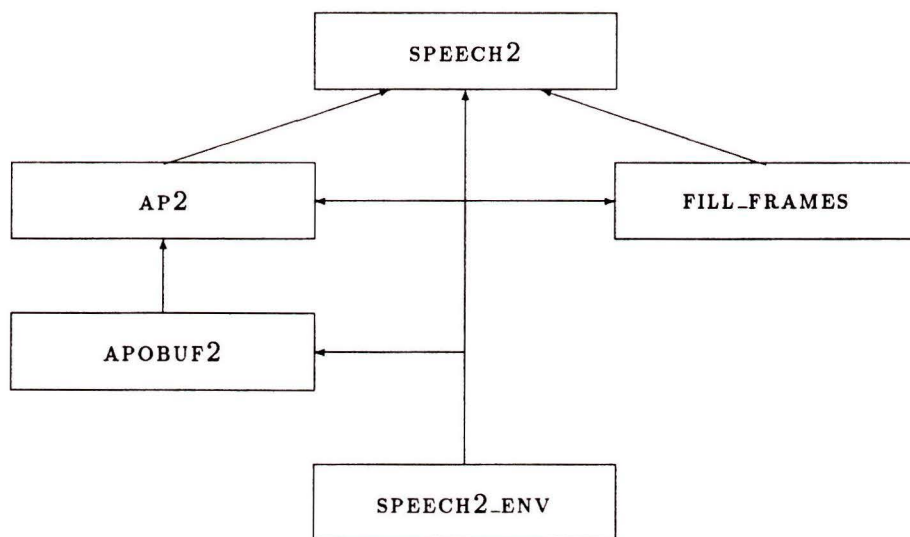 SPEECH2
AP2
FILL_FRAMES
APOBUF2
SPEECH2_ENV